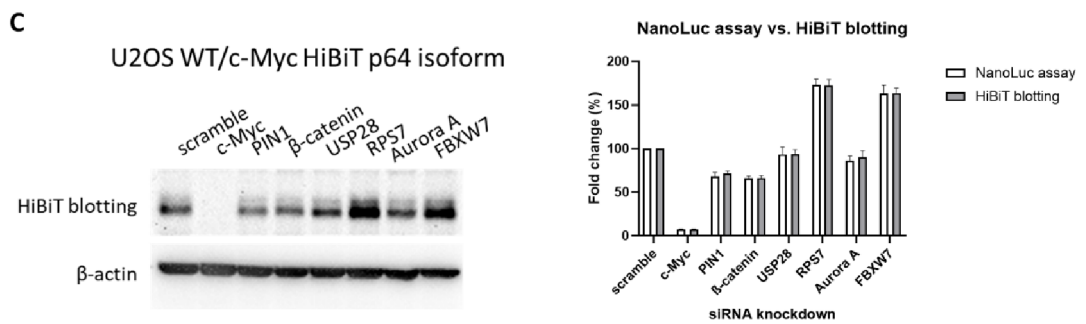 C
U2OS WT/c-Myc HiBiT p64 isoform
scramble
c-Myc
PIN1
β-catenin
USP28
RPS7
Aurora A
FBXW7
HiBiT blotting
β-actin
NanoLuc assay vs. HiBiT blotting
NanoLuc assay
HiBiT blotting
Fold change (%)
200
150
100
50
0
scramble
c-Myc
PIN1
β-catenin
USP28
RPS7
Aurora A
FBXW7
siRNA knockdown